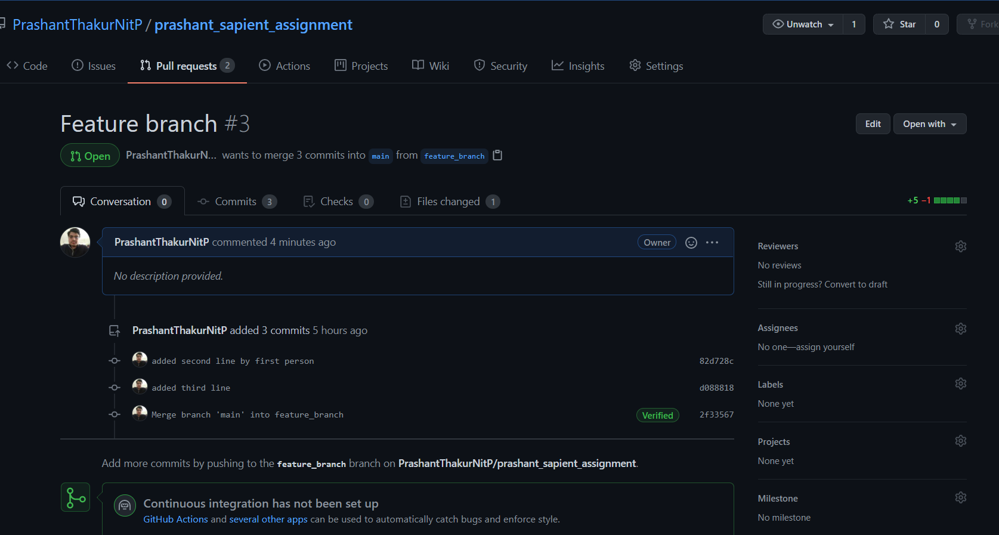 PrashantThakurNitP / prashant_sapient_assignment
Unwatch 1 Star 0 Fork
Code Issues Pull requests 2 Actions Projects Wiki Security Insights Settings
Feature branch #3
Edit Open with
Open PrashantThakurN... wants to merge 3 commits into main from feature_branch
Conversation 0 Commits 3 Checks 0 Files changed 1 +5 −1
PrashantThakurNitP commented 4 minutes ago Owner
No description provided.
PrashantThakurNitP added 3 commits 5 hours ago
added second line by first person 82d728c
added third line d088818
Merge branch 'main' into feature_branch Verified 2f33567
Add more commits by pushing to the feature_branch branch on PrashantThakurNitP/prashant_sapient_assignment.
Continuous integration has not been set up
GitHub Actions and several other apps can be used to automatically catch bugs and enforce style.
Reviewers
No reviews
Still in progress? Convert to draft
Assignees
No one—assign yourself
Labels
None yet
Projects
None yet
Milestone
No milestone